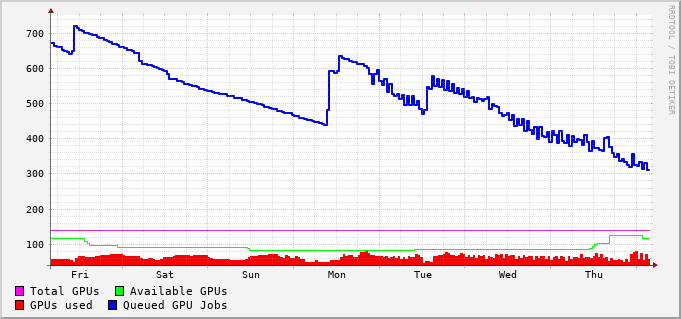 700
600
500
400
300
200
100
Fri Sat Sun Mon Tue Wed Thu
Total GPUs Available GPUs
GPUs used Queued GPU Jobs
RRDTOOL / TOBI OETIKER